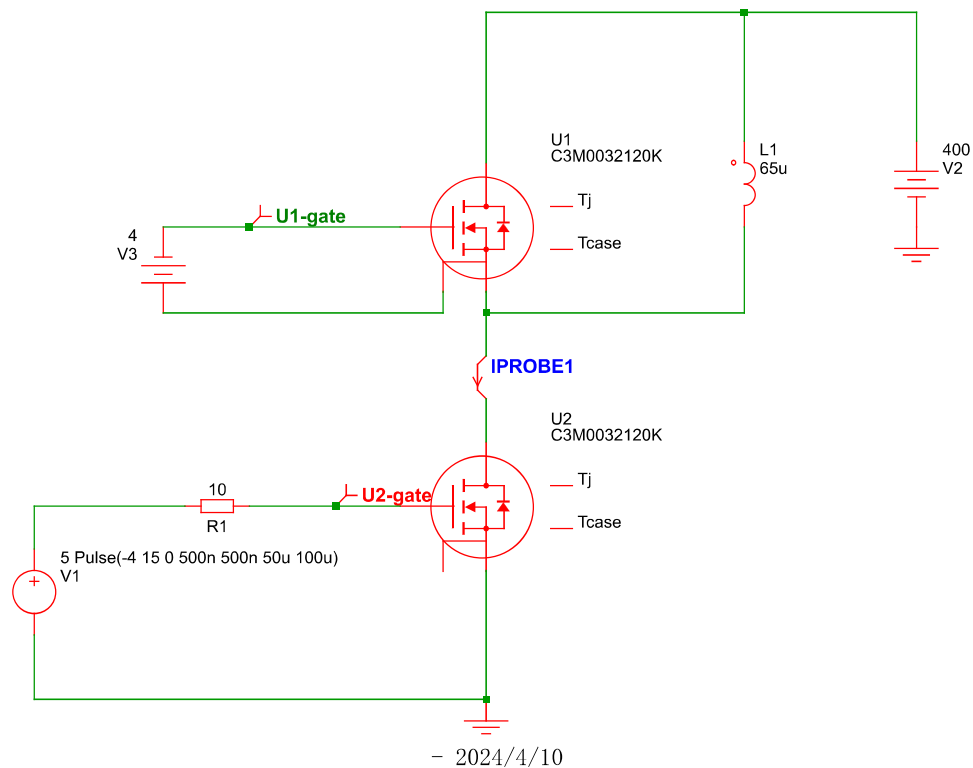 400
V2
U1
C3M0032120K
L1
65u
Tj
Tcase
U1-gate
4
V3
IPROBE1
U2
C3M0032120K
Tj
Tcase
U2-gate
10
R1
5 Pulse(-4 15 0 500n 500n 50u 100u)
V1
- 2024/4/10